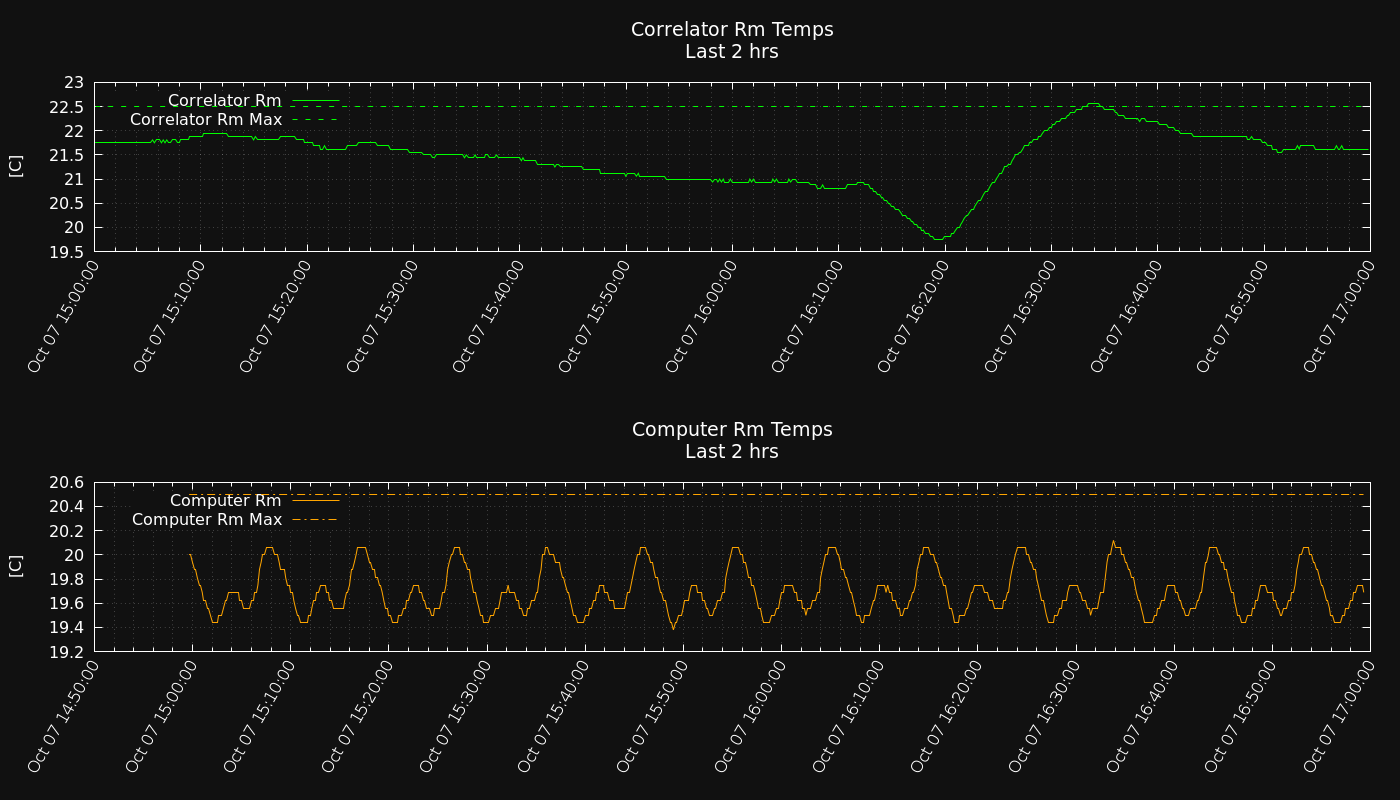 Correlator Rm Temps
Last 2 hrs
23
22.5
22
21.5
21
20.5
20
19.5
[C]
Correlator Rm
Correlator Rm Max
Oct 07 15:00:00
Oct 07 15:10:00
Oct 07 15:20:00
Oct 07 15:30:00
Oct 07 15:40:00
Oct 07 15:50:00
Oct 07 16:00:00
Oct 07 16:10:00
Oct 07 16:20:00
Oct 07 16:30:00
Oct 07 16:40:00
Oct 07 16:50:00
Oct 07 17:00:00
Computer Rm Temps
Last 2 hrs
20.6
20.4
20.2
20
19.8
19.6
19.4
19.2
[C]
Computer Rm
Computer Rm Max
Oct 07 14:50:00
Oct 07 15:00:00
Oct 07 15:10:00
Oct 07 15:20:00
Oct 07 15:30:00
Oct 07 15:40:00
Oct 07 15:50:00
Oct 07 16:00:00
Oct 07 16:10:00
Oct 07 16:20:00
Oct 07 16:30:00
Oct 07 16:40:00
Oct 07 16:50:00
Oct 07 17:00:00